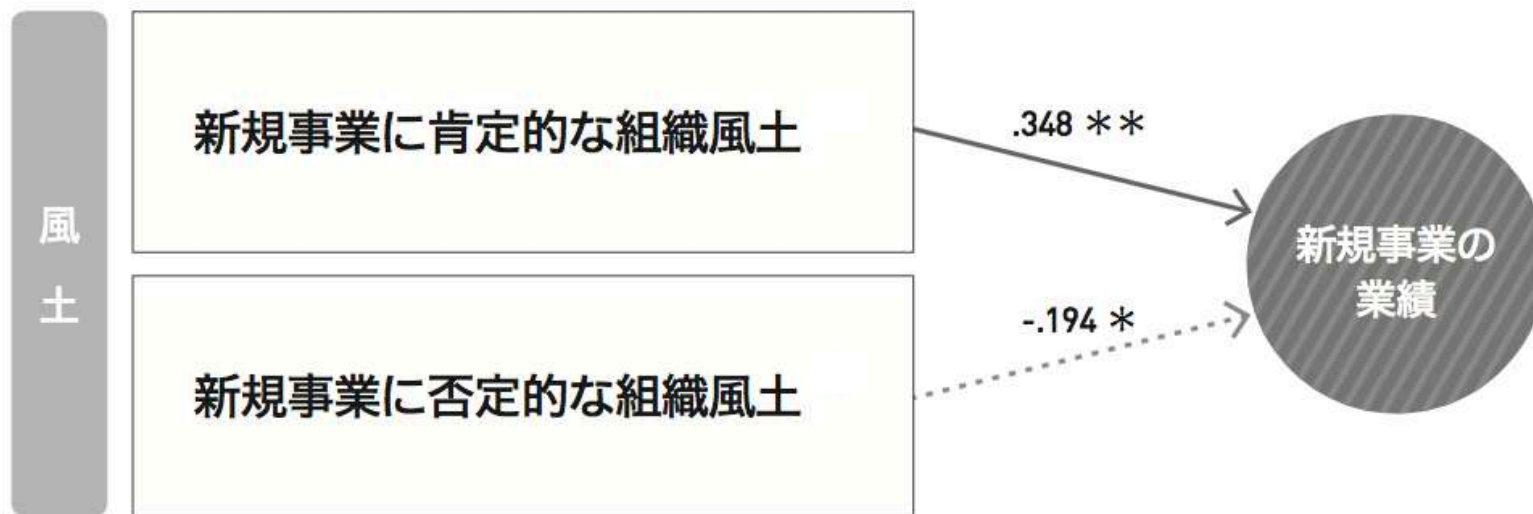 風土
新規事業に肯定的な組織風土
.348 ＊＊
新規事業の
業績
-.194 ＊
新規事業に否定的な組織風土